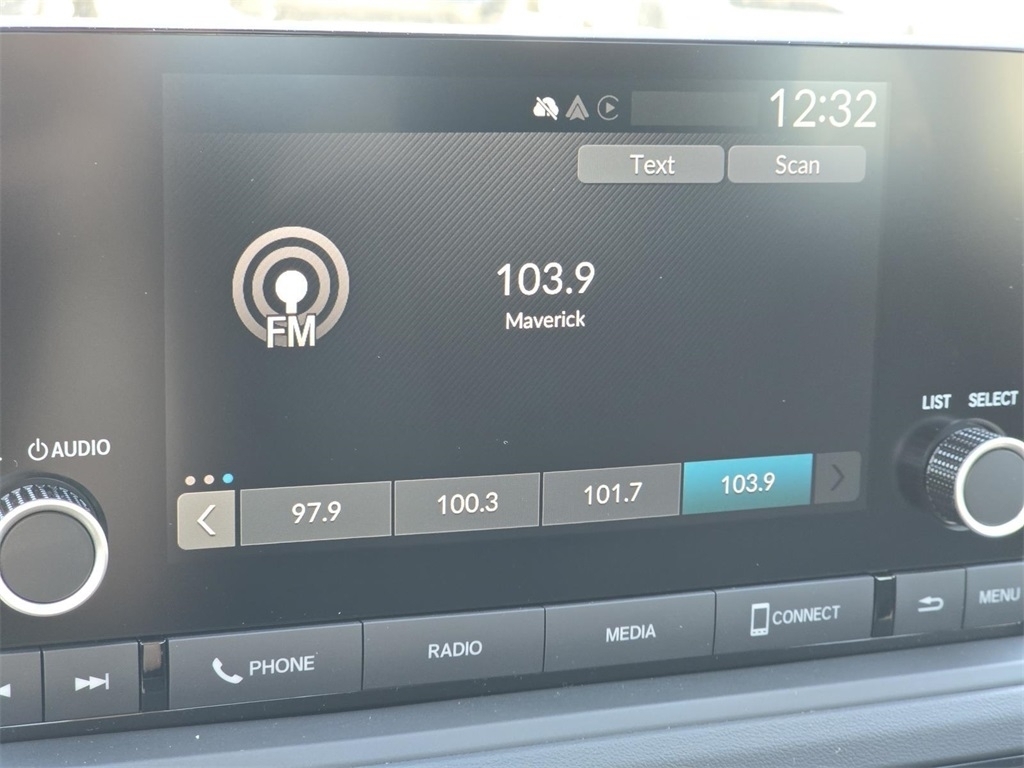 12:32
Text Scan
103.9
Maverick
FM
LIST SELECT
AUDIO
97.9 100.3 101.7 103.9
PHONE RADIO MEDIA CONNECT MENU